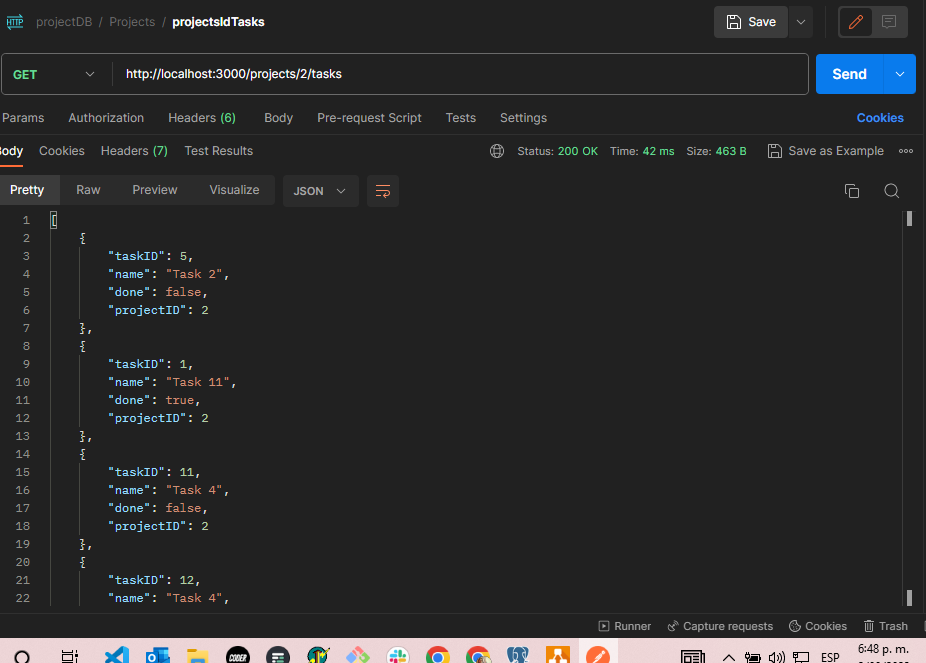 HTTP projectDB / Projects / projectsIdTasks Save
GET http://localhost:3000/projects/2/tasks Send
Params Authorization Headers (6) Body Pre-request Script Tests Settings Cookies
Body Cookies Headers (7) Test Results Status: 200 OK Time: 42 ms Size: 463 B Save as Example
Pretty Raw Preview Visualize JSON
1 [
2 {
3 "taskID": 5,
4 "name": "Task 2",
5 "done": false,
6 "projectID": 2
7 },
8 {
9 "taskID": 1,
10 "name": "Task 11",
11 "done": true,
12 "projectID": 2
13 },
14 {
15 "taskID": 11,
16 "name": "Task 4",
17 "done": false,
18 "projectID": 2
19 },
20 {
21 "taskID": 12,
22 "name": "Task 4",
Runner Capture requests Cookies Trash
CODER ESP 6:48 p. m.